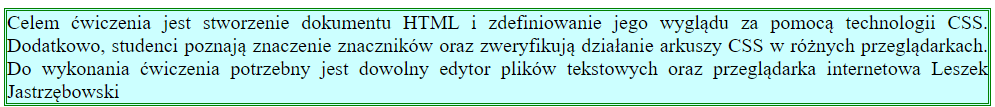 Celem ćwiczenia jest stworzenie dokumentu HTML i zdefiniowanie jego wyglądu za pomocą technologii CSS.
Dodatkowo, studenci poznają znaczenie znaczników oraz zweryfikują działanie arkuszy CSS w różnych przeglądarkach.
Do wykonania ćwiczenia potrzebny jest dowolny edytor plików tekstowych oraz przeglądarka internetowa Leszek
Jastrzębowski